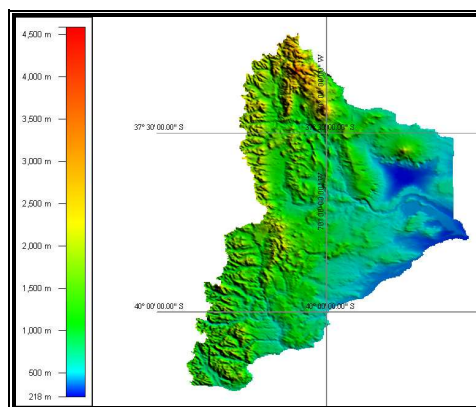 4,500 m
4,000 m
3,500 m
3,000 m
2,500 m
2,000 m
1,500 m
1,000 m
500 m
218 m
37° 30' 00.00" S
40° 00' 00.00" S
40° 00' 00.00" S